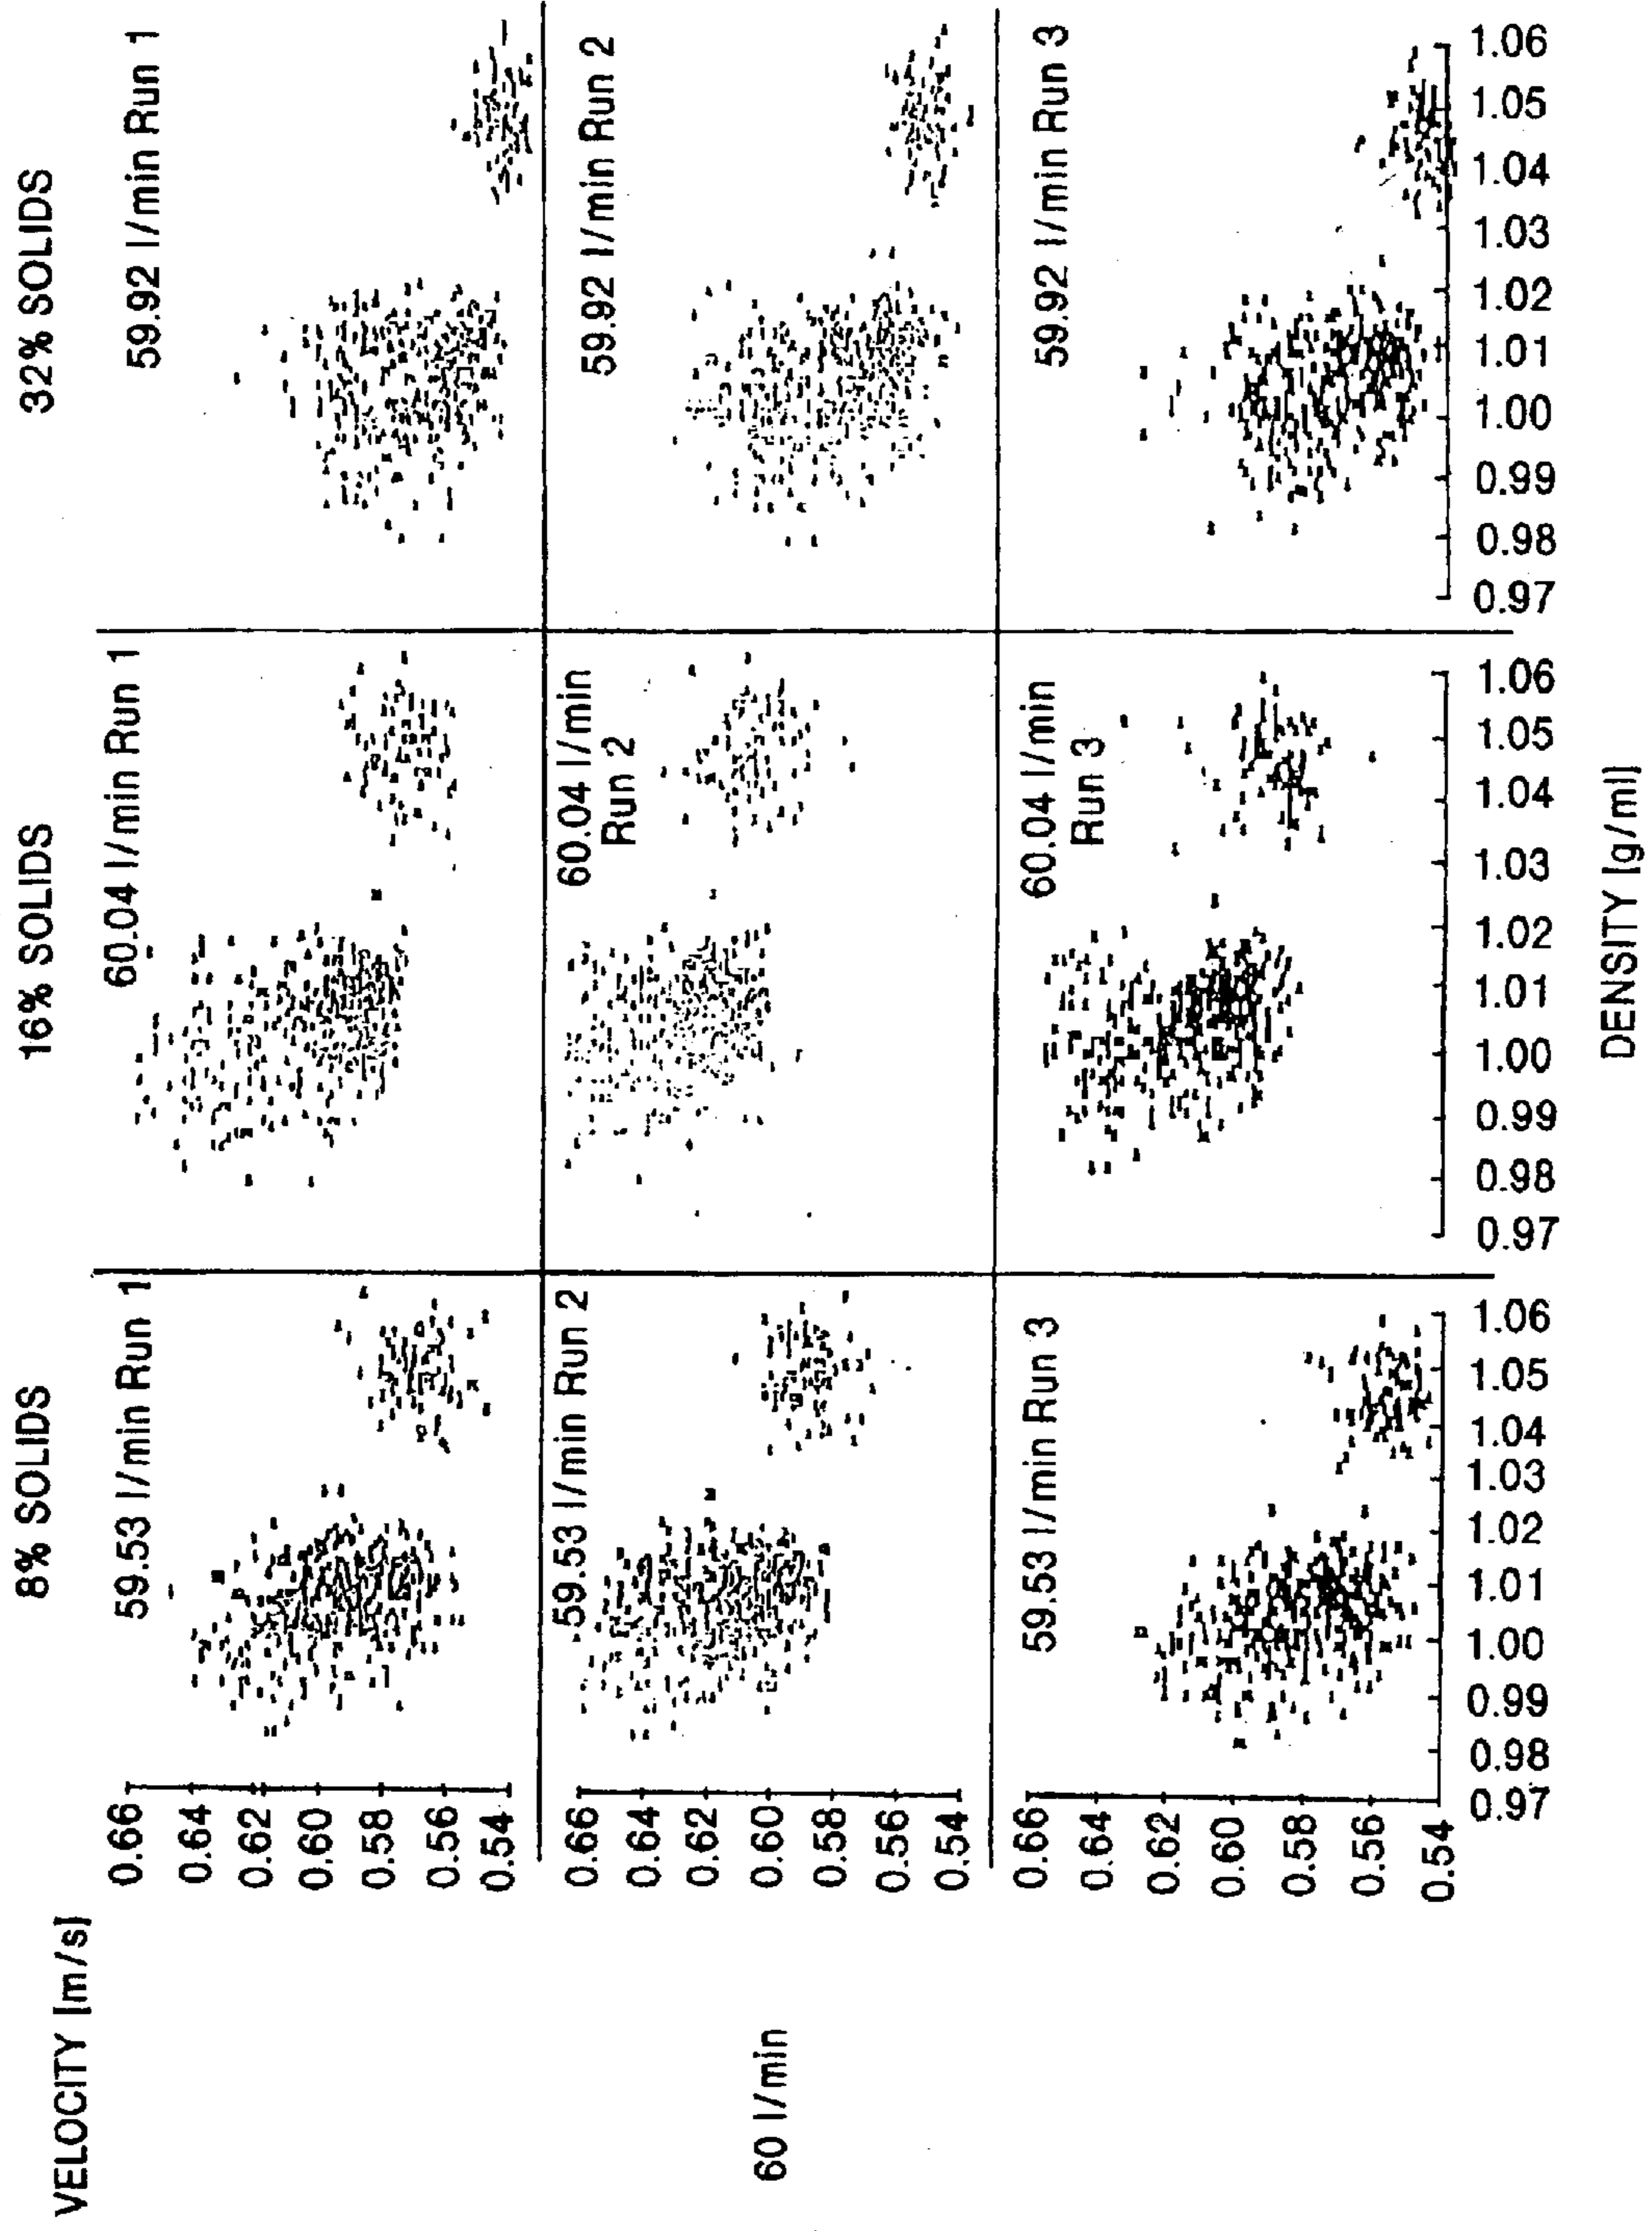 VELOCITY [m/s]
8% SOLIDS
16% SOLIDS
32% SOLIDS
59.53 l/min Run 1
60.04 l/min Run 1
59.92 l/min Run 1
0.66
0.64
0.62
0.60
0.58
0.56
0.54
60 l/min
59.53 l/min Run 2
60.04 l/min
Run 2
59.92 l/min Run 2
0.66
0.64
0.62
0.60
0.58
0.56
0.54
59.53 l/min Run 3
60.04 l/min
Run 3
59.92 l/min Run 3
0.66
0.64
0.62
0.60
0.58
0.56
0.54
0.97 0.98 0.99 1.00 1.01 1.02 1.03 1.04 1.05 1.06
0.97 0.98 0.99 1.00 1.01 1.02 1.03 1.04 1.05 1.06
0.97 0.98 0.99 1.00 1.01 1.02 1.03 1.04 1.05 1.06
DENSITY [g/ml]